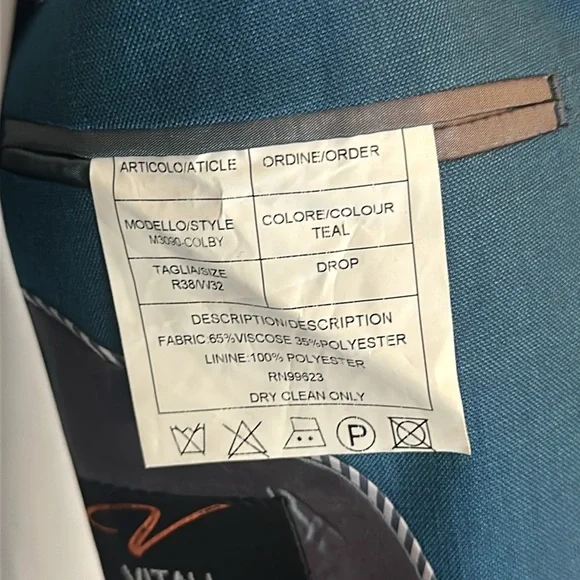 ARTICOLO/ATICLE ORDINE/ORDER
MODELLO/STYLE COLORE/COLOUR
M3090-COLBY TEAL
TAGLIA/SIZE DROP
R38/W32
DESCRIPTION/DESCRIPTION
FABRIC:65%VISCOSE 35%POLYESTER
LININE:100% POLYESTER
RN99623
DRY CLEAN ONLY
P
VITALI